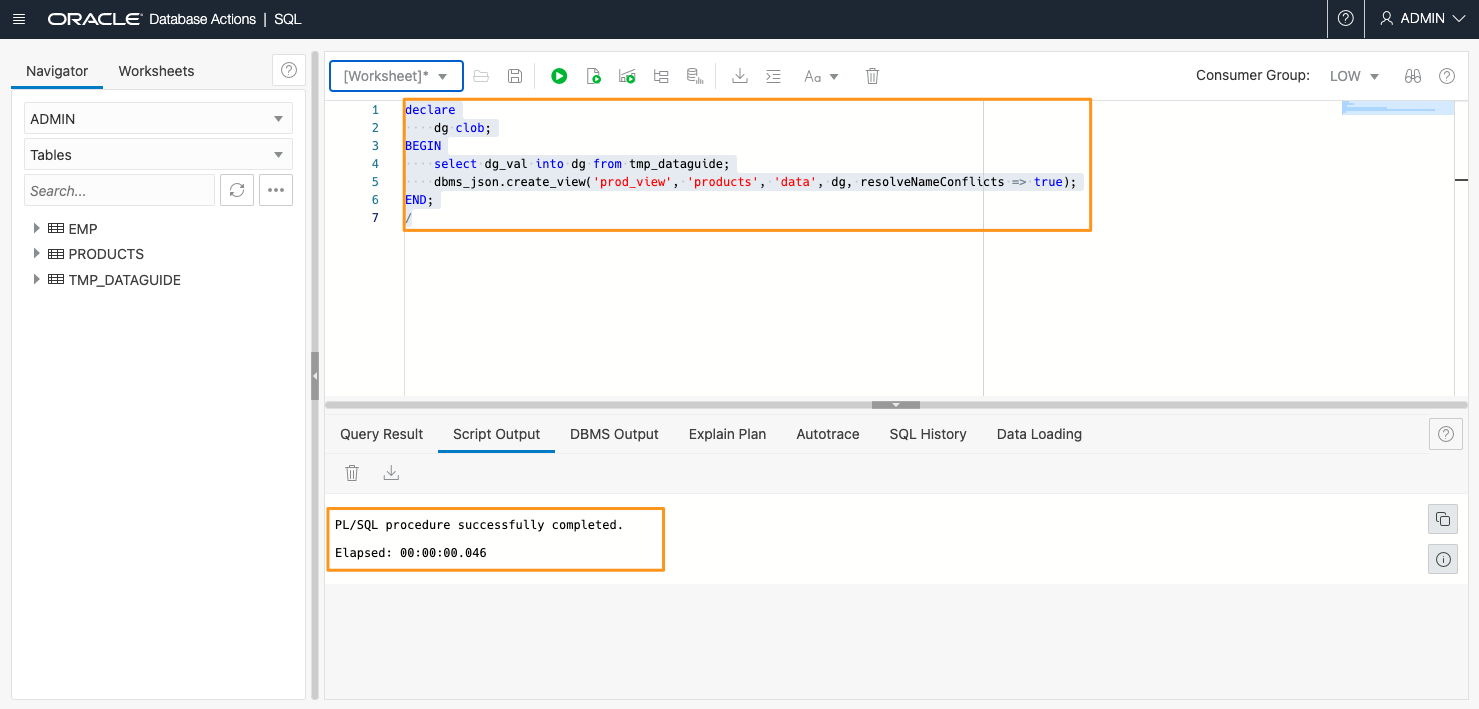 ORACLE Database Actions | SQL
ADMIN
Navigator
Worksheets
ADMIN
Tables
Search...
EMP
PRODUCTS
TMP_DATAGUIDE
[Worksheet]*
Aa
Consumer Group: LOW
1 declare
2 dg clob;
3 BEGIN
4 select dg_val into dg from tmp_dataguide;
5 dbms_json.create_view('prod_view', 'products', 'data', dg, resolveNameConflicts => true);
6 END;
7 /
Query Result Script Output DBMS Output Explain Plan Autotrace SQL History Data Loading
PL/SQL procedure successfully completed.
Elapsed: 00:00:00.046